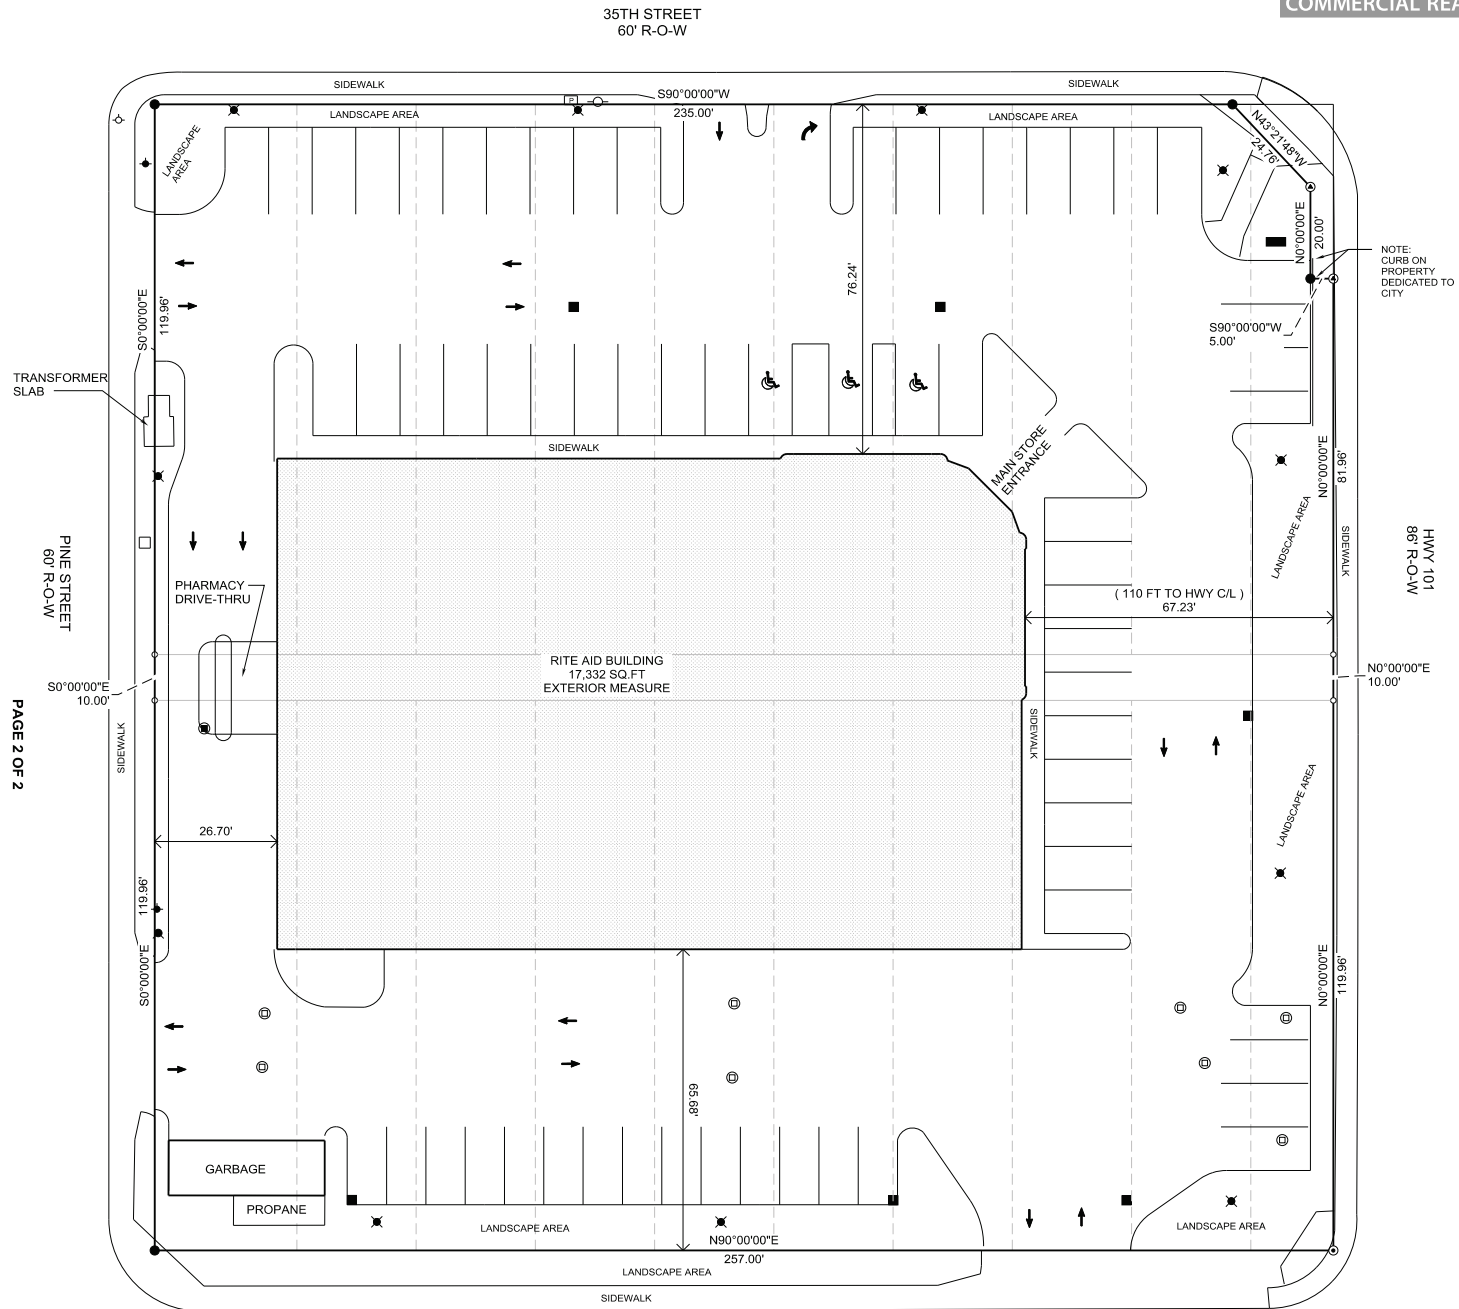 COMMERCIAL REA
35TH STREET
60' R-O-W
SIDEWALK
SIDEWALK
P
S90°00'00"W
235.00'
LANDSCAPE AREA
LANDSCAPE AREA
LANDSCAPE
AREA
N43°21'48"W
24.76'
N0°00'00"E
20.00'
NOTE:
CURB ON
PROPERTY
DEDICATED TO
CITY
76.24'
S0°00'00"E
119.96'
S90°00'00"W
5.00'
TRANSFORMER
SLAB
SIDEWALK
MAIN STORE
ENTRANCE
N0°00'00"E
81.96'
LANDSCAPE AREA
SIDEWALK
HWY 101
86' R-O-W
PINE STREET
60' R-O-W
PHARMACY
DRIVE-THRU
( 110 FT TO HWY C/L )
67.23'
RITE AID BUILDING
17,332 SQ.FT
EXTERIOR MEASURE
S0°00'00"E
10.00'
N0°00'00"E
10.00'
PAGE 2 OF 2
SIDEWALK
SIDEWALK
LANDSCAPE AREA
26.70'
119.96'
S0°00'00"E
N0°00'00"E
119.96'
65.68'
GARBAGE
PROPANE
LANDSCAPE AREA
LANDSCAPE AREA
N90°00'00"E
257.00'
LANDSCAPE AREA
SIDEWALK